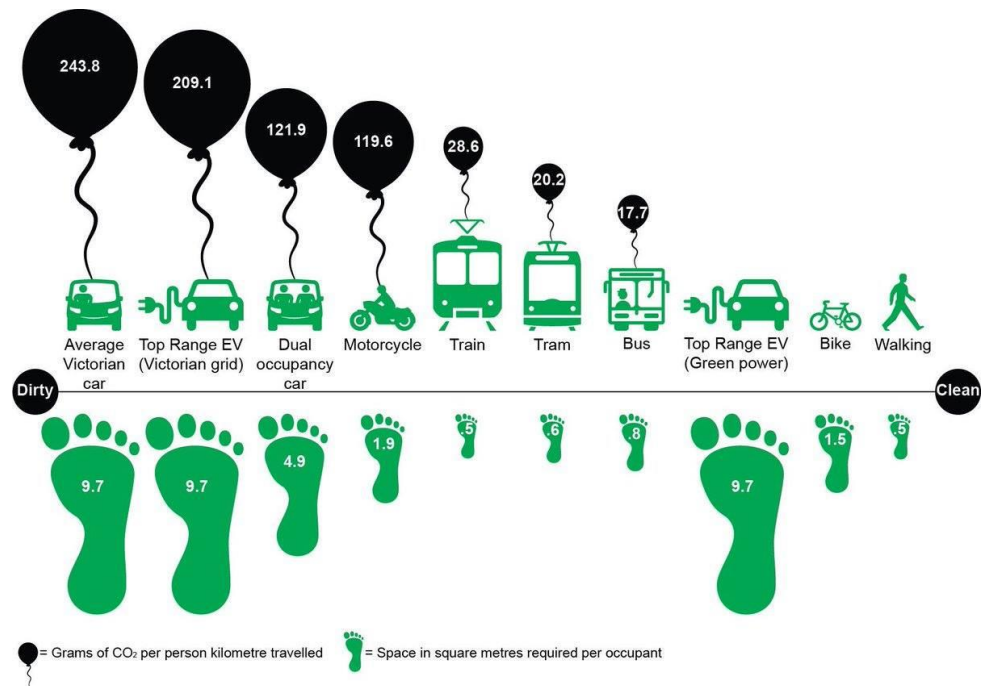 243.8
209.1
121.9
119.6
28.6
20.2
17.7
Average
Victorian
car
Top Range EV
(Victorian grid)
Dual
occupancy
car
Motorcycle
Train
Tram
Bus
Top Range EV
(Green power)
Bike
Walking
Dirty
Clean
9.7
9.7
4.9
1.9
.5
.6
.8
9.7
1.5
.5
= Grams of CO₂ per person kilometre travelled
= Space in square metres required per occupant